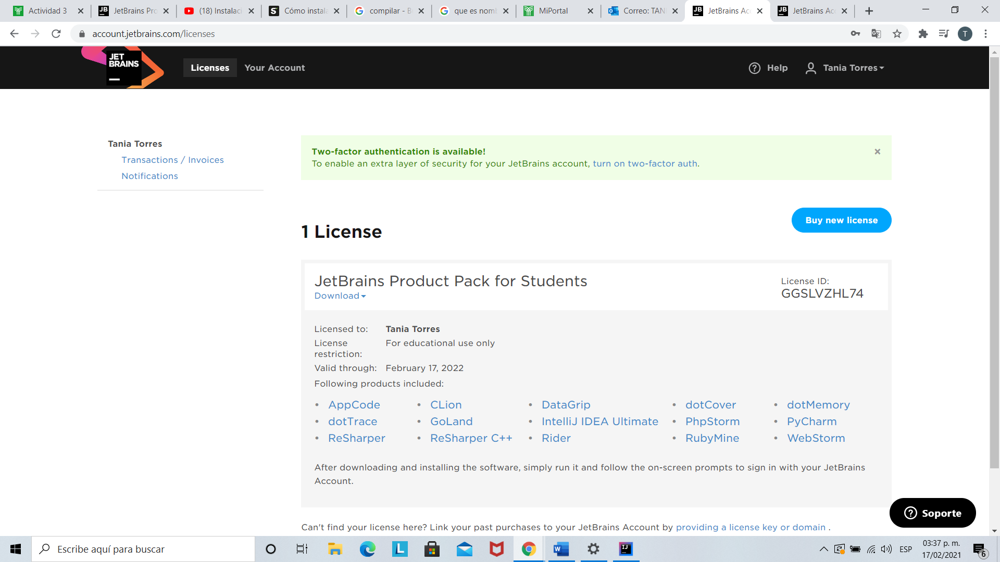 Actividad 3
JetBrains Pro
(18) Instalaci
Cómo instala
compilar - B
que es nom
MiPortal
Correo: TAN
JetBrains Ac
JetBrains Ac
account.jetbrains.com/licenses
T
JET
BRAINS
Licenses
Your Account
Help
Tania Torres
Tania Torres
Transactions / Invoices
Notifications
Two-factor authentication is available!
To enable an extra layer of security for your JetBrains account, turn on two-factor auth.
Buy new license
1 License
JetBrains Product Pack for Students
Download
License ID:
GGSLVZHL74
Licensed to: Tania Torres
License For educational use only
restriction:
Valid through: February 17, 2022
Following products included:
• AppCode • CLion • DataGrip • dotCover • dotMemory
• dotTrace • GoLand • IntelliJ IDEA Ultimate • PhpStorm • PyCharm
• ReSharper • ReSharper C++ • Rider • RubyMine • WebStorm
After downloading and installing the software, simply run it and follow the on-screen prompts to sign in with your JetBrains
Account.
Soporte
Can't find your license here? Link your past purchases to your JetBrains Account by providing a license key or domain .
Escribe aquí para buscar
ESP
03:37 p. m.
17/02/2021
6